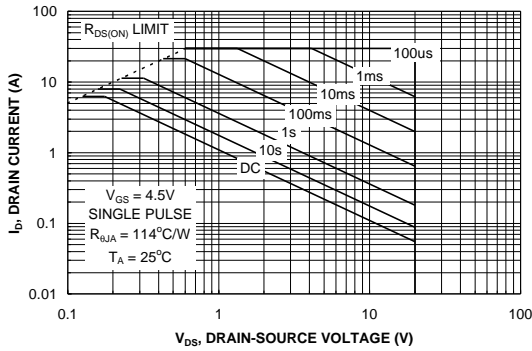 100
R_DS(ON) LIMIT
100us
10
1ms
10ms
100ms
1
1s
10s
DC
V_GS = 4.5V
SINGLE PULSE
0.1
R_θJA = 114°C/W
T_A = 25°C
0.01
0.1
1
10
100
I_D, DRAIN CURRENT (A)
V_DS, DRAIN-SOURCE VOLTAGE (V)